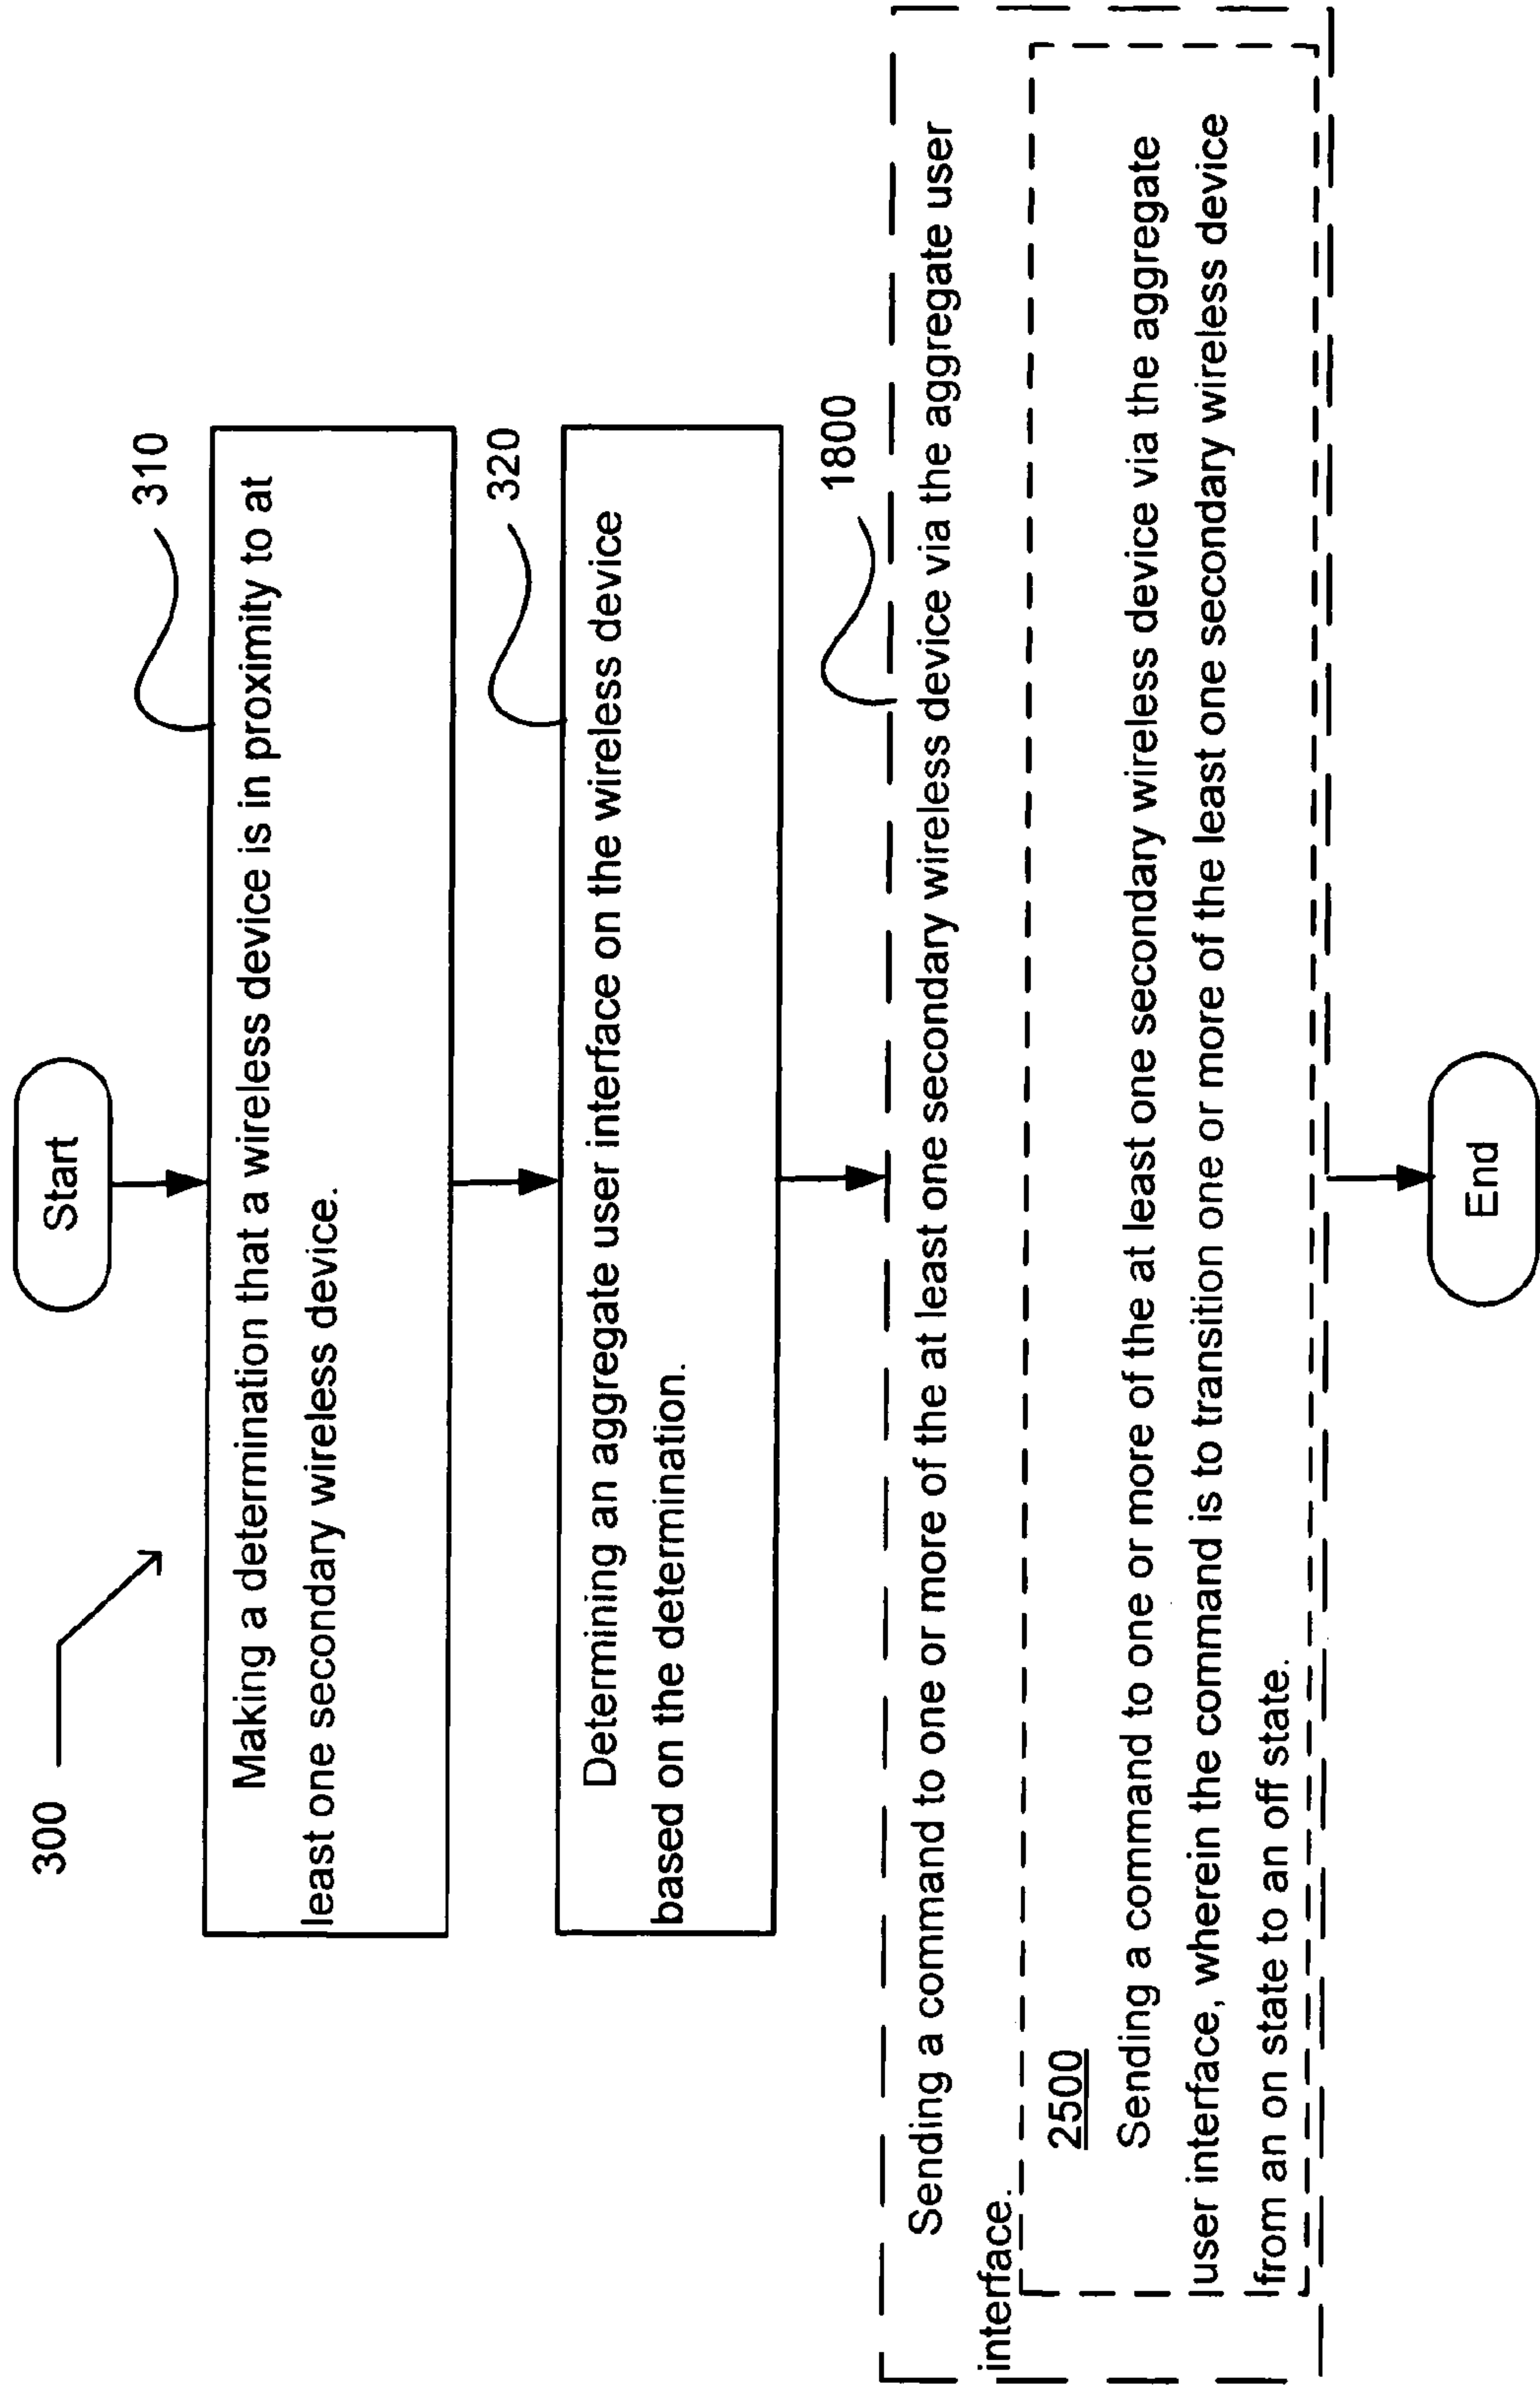 Start
300
310
Making a determination that a wireless device is in proximity to at
least one secondary wireless device.
320
Determining an aggregate user interface on the wireless device
based on the determination.
1800
Sending a command to one or more of the at least one secondary wireless device via the aggregate user
interface.
2500
Sending a command to one or more of the at least one secondary wireless device via the aggregate
user interface, wherein the command is to transition one or more of the least one secondary wireless device
from an on state to an off state.
End